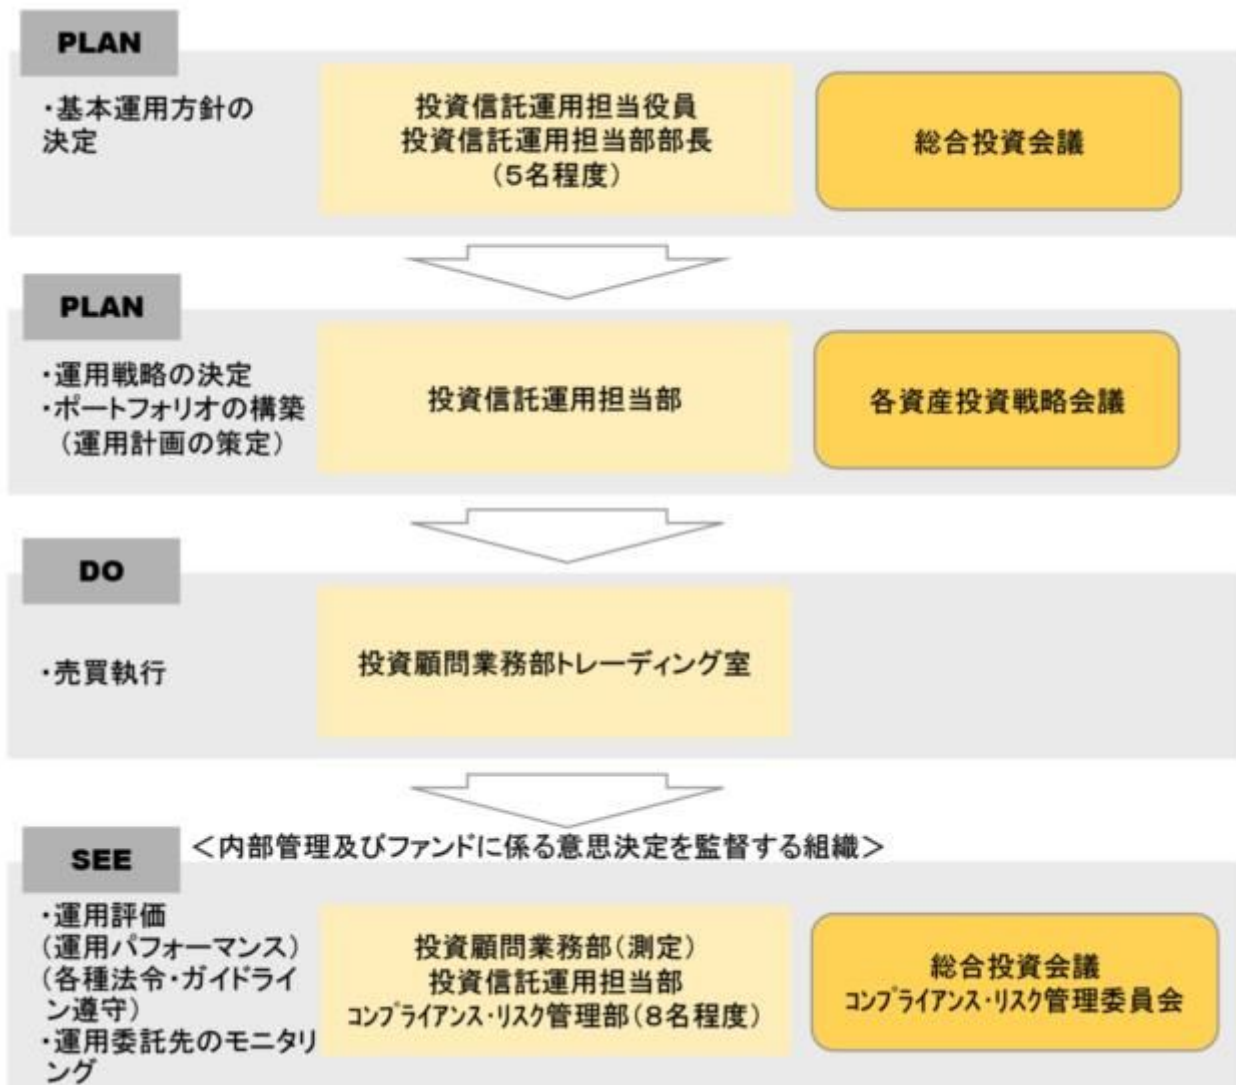 PLAN
・基本運用方針の
決定
投資信託運用担当役員
投資信託運用担当部部長
(5名程度)
総合投資会議
PLAN
・運用戦略の決定
・ポートフォリオの構築
(運用計画の策定)
投資信託運用担当部
各資産投資戦略会議
DO
・売買執行
投資顧問業務部トレーディング室
SEE
<内部管理及びファンドに係る意思決定を監督する組織>
・運用評価
(運用パフォーマンス)
(各種法令・ガイドライ
ン遵守)
・運用委託先のモニタリ
ング
投資顧問業務部(測定)
投資信託運用担当部
コンプライアンス・リスク管理部(8名程度)
総合投資会議
コンプライアンス・リスク管理委員会